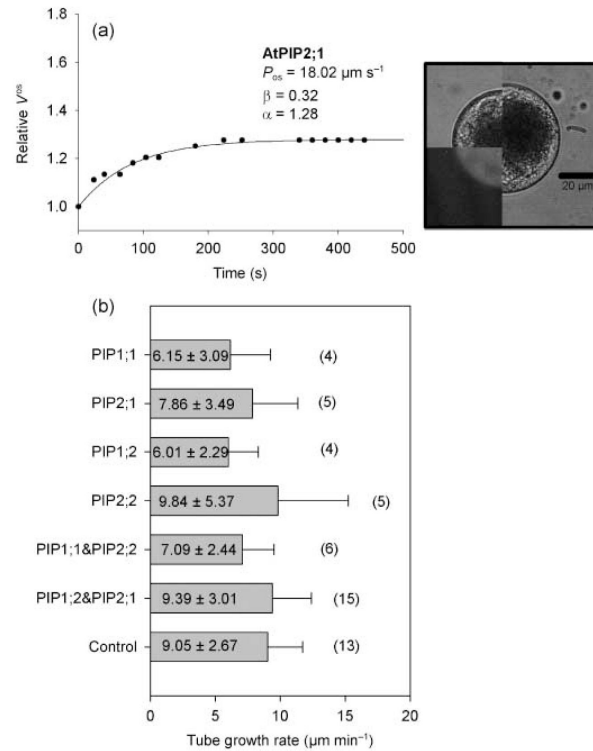 (a)
1.8
1.6
1.4
1.2
1.0
Relative V^os
AtPIP2;1
P_os = 18.02 µm s⁻¹
β = 0.32
α = 1.28
0 100 200 300 400 500
Time (s)
20 µm
(b)
PIP1;1 6.15 ± 3.09 (4)
PIP2;1 7.86 ± 3.49 (5)
PIP1;2 6.01 ± 2.29 (4)
PIP2;2 9.84 ± 5.37 (5)
PIP1;1&PIP2;2 7.09 ± 2.44 (6)
PIP1;2&PIP2;1 9.39 ± 3.01 (15)
Control 9.05 ± 2.67 (13)
0 5 10 15 20
Tube growth rate (µm min⁻¹)